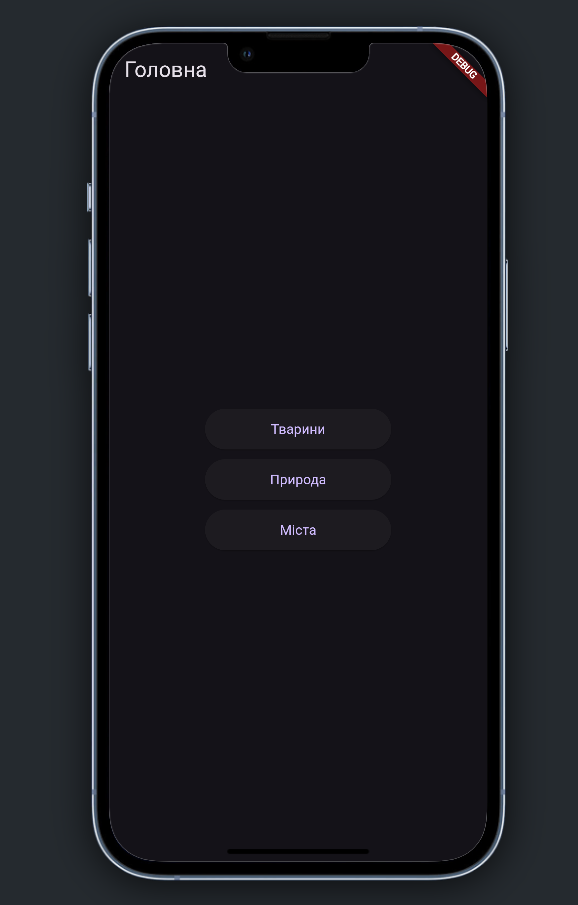 Головна
DEBUG
Тварини
Природа
Міста